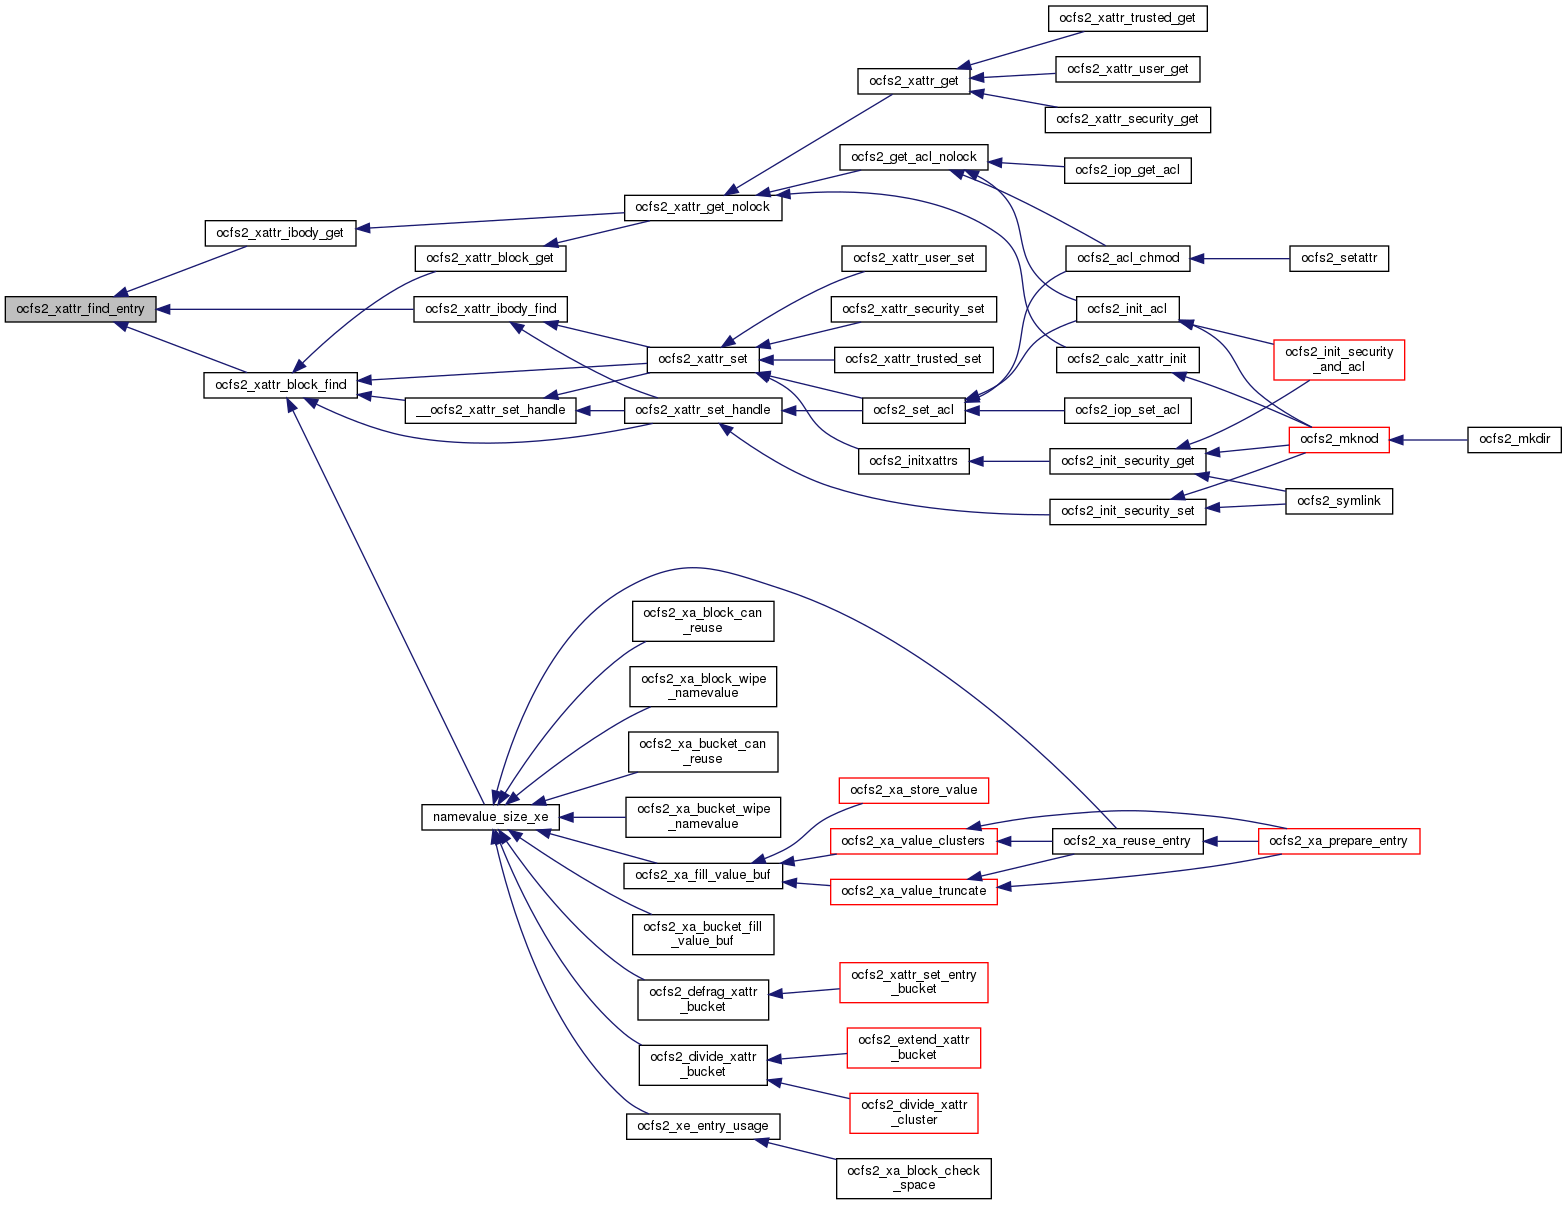 ocfs2_xattr_trusted_get
ocfs2_xattr_get
ocfs2_xattr_user_get
ocfs2_xattr_security_get
ocfs2_get_acl_nolock
ocfs2_iop_get_acl
ocfs2_xattr_get_nolock
ocfs2_xattr_ibody_get
ocfs2_xattr_block_get
ocfs2_xattr_user_set
ocfs2_acl_chmod
ocfs2_setattr
ocfs2_xattr_find_entry
ocfs2_xattr_ibody_find
ocfs2_xattr_security_set
ocfs2_init_acl
ocfs2_xattr_set
ocfs2_xattr_trusted_set
ocfs2_calc_xattr_init
ocfs2_init_security
_and_acl
ocfs2_xattr_block_find
__ocfs2_xattr_set_handle
ocfs2_xattr_set_handle
ocfs2_set_acl
ocfs2_iop_set_acl
ocfs2_mknod
ocfs2_mkdir
ocfs2_initxattrs
ocfs2_init_security_get
ocfs2_symlink
ocfs2_init_security_set
ocfs2_xa_block_can
_reuse
ocfs2_xa_block_wipe
_namevalue
ocfs2_xa_bucket_can
_reuse
ocfs2_xa_store_value
namevalue_size_xe
ocfs2_xa_bucket_wipe
_namevalue
ocfs2_xa_value_clusters
ocfs2_xa_reuse_entry
ocfs2_xa_prepare_entry
ocfs2_xa_fill_value_buf
ocfs2_xa_value_truncate
ocfs2_xa_bucket_fill
_value_buf
ocfs2_xattr_set_entry
_bucket
ocfs2_defrag_xattr
_bucket
ocfs2_extend_xattr
_bucket
ocfs2_divide_xattr
_bucket
ocfs2_divide_xattr
_cluster
ocfs2_xe_entry_usage
ocfs2_xa_block_check
_space